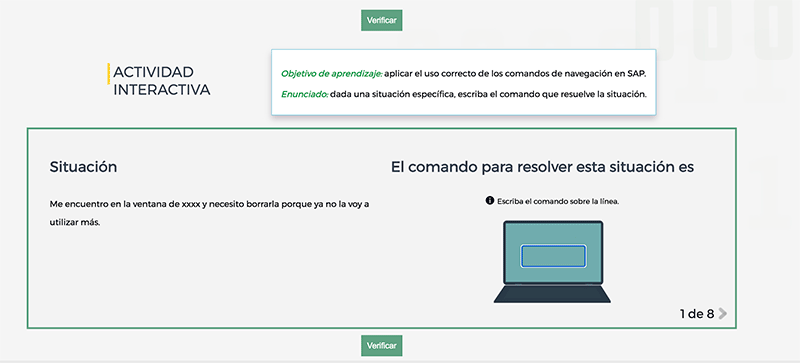 Verificar
ACTIVIDAD
INTERACTIVA
Objetivo de aprendizaje: aplicar el uso correcto de los comandos de navegación en SAP.
Enunciado: dada una situación específica, escriba el comando que resuelve la situación.
Situación
Me encuentro en la ventana de xxxx y necesito borrarla porque ya no la voy a
utilizar más.
El comando para resolver esta situación es
Escriba el comando sobre la línea.
1 de 8
Verificar